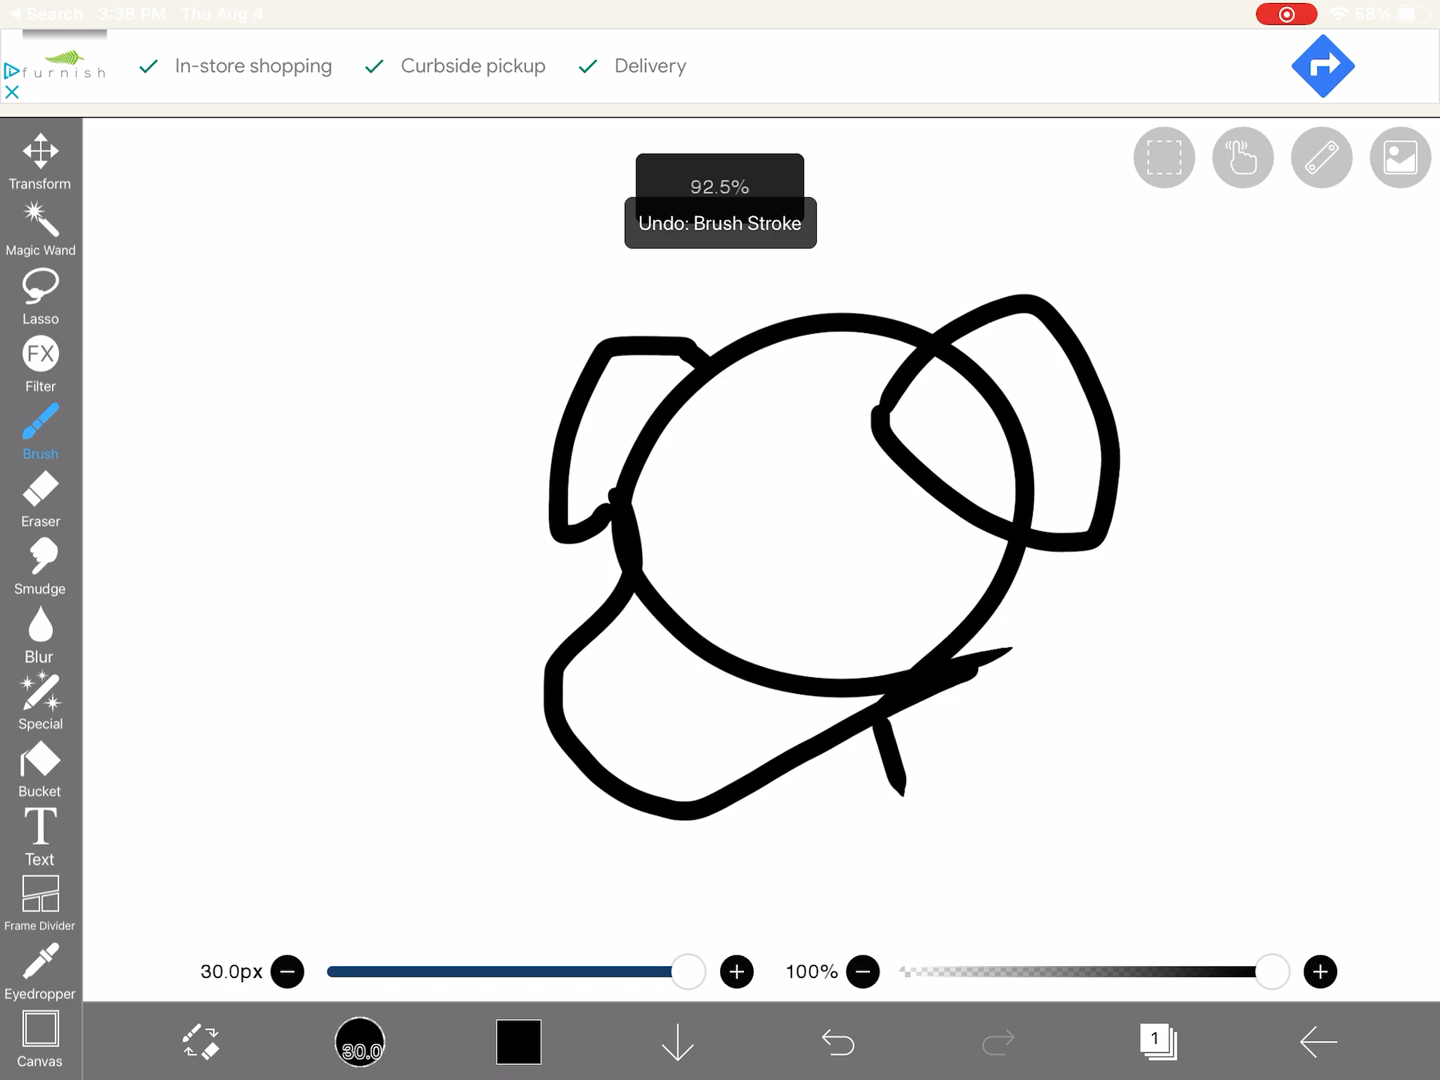 Search 3:38 PM Thu Aug 4 58%
furnish
In-store shopping Curbside pickup Delivery
92.5%
Undo: Brush Stroke
Transform
Magic Wand
Lasso
FX
Filter
Brush
Eraser
Smudge
Blur
Special
Bucket
T
Text
Frame Divider
Eyedropper
Canvas
30.0px 100%
30.0
1